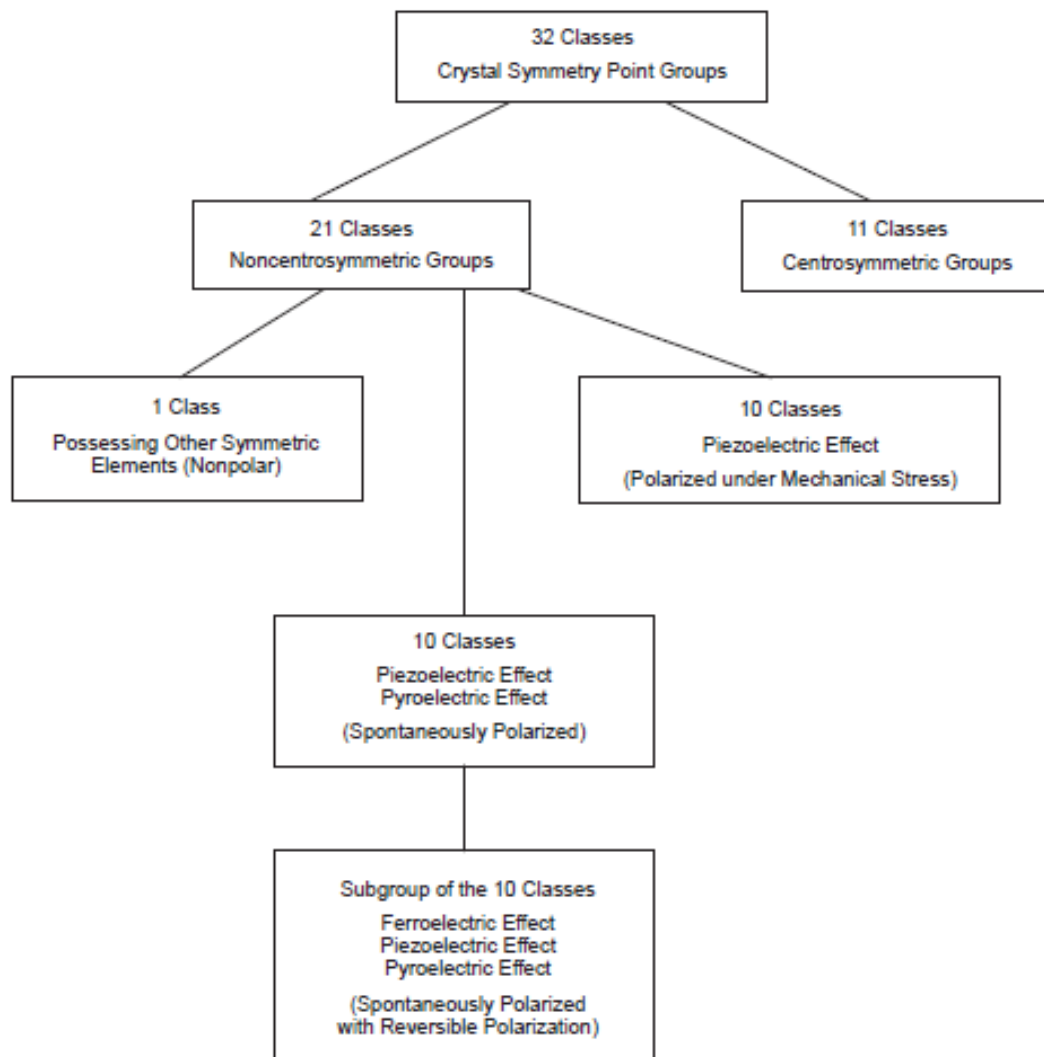 32 Classes
Crystal Symmetry Point Groups
21 Classes
Noncentrosymmetric Groups
11 Classes
Centrosymmetric Groups
1 Class
Possessing Other Symmetric
Elements (Nonpolar)
10 Classes
Piezoelectric Effect
(Polarized under Mechanical Stress)
10 Classes
Piezoelectric Effect
Pyroelectric Effect
(Spontaneously Polarized)
Subgroup of the 10 Classes
Ferroelectric Effect
Piezoelectric Effect
Pyroelectric Effect
(Spontaneously Polarized
with Reversible Polarization)